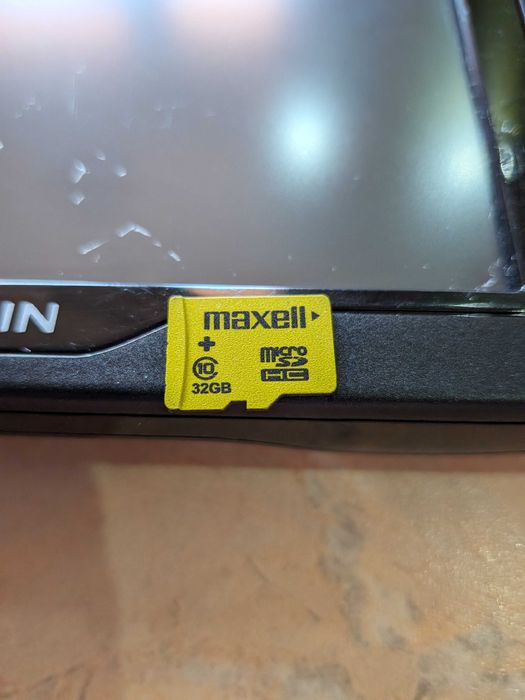 IN
maxell
+
10
micro
SD
HC
32GB